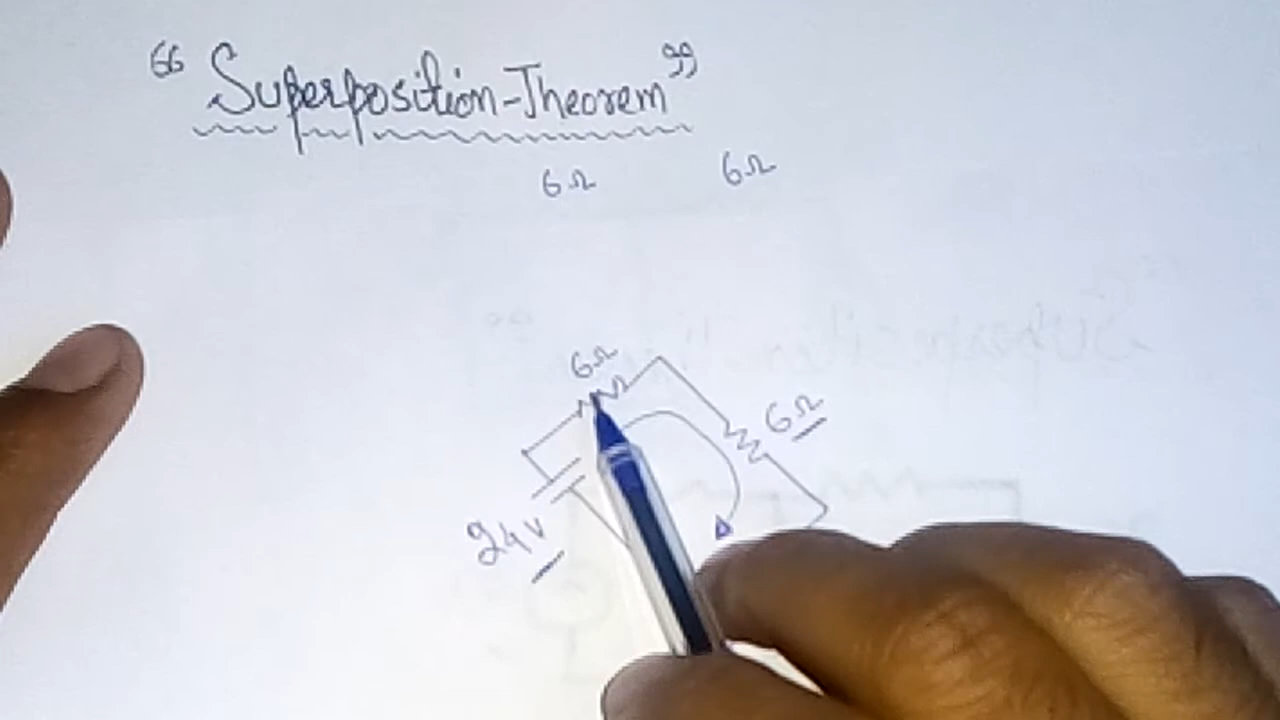 “Superposition-Theorem”
6Ω 6Ω
6Ω
6Ω
24V